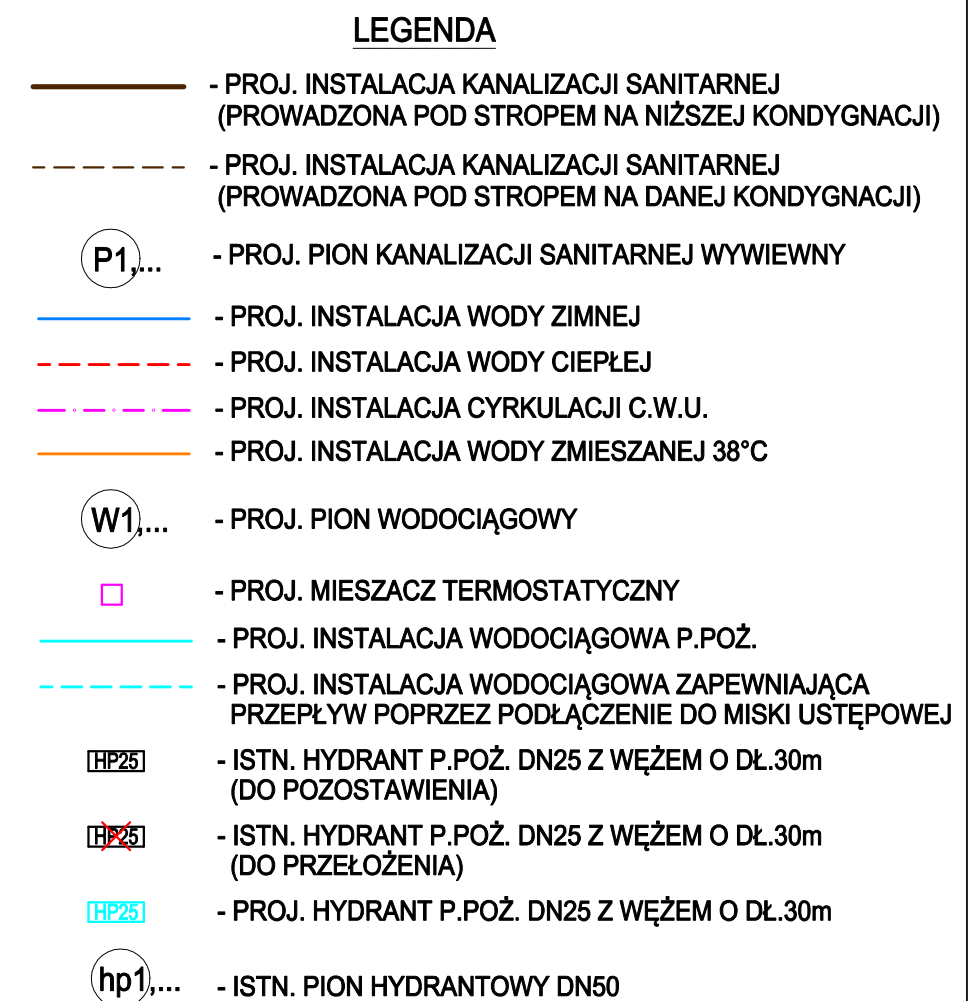 LEGENDA
- PROJ. INSTALACJA KANALIZACJI SANITARNEJ
(PROWADZONA POD STROPEM NA NIŻSZEJ KONDYGNACJI)
- PROJ. INSTALACJA KANALIZACJI SANITARNEJ
(PROWADZONA POD STROPEM NA DANEJ KONDYGNACJI)
P1,... - PROJ. PION KANALIZACJI SANITARNEJ WYWIEWNY
- PROJ. INSTALACJA WODY ZIMNEJ
- PROJ. INSTALACJA WODY CIEPŁEJ
- PROJ. INSTALACJA CYRKULACJI C.W.U.
- PROJ. INSTALACJA WODY ZMIESZANEJ 38°C
W1,... - PROJ. PION WODOCIĄGOWY
- PROJ. MIESZACZ TERMOSTATYCZNY
- PROJ. INSTALACJA WODOCIĄGOWA P.POŻ.
- PROJ. INSTALACJA WODOCIĄGOWA ZAPEWNIAJĄCA
PRZEPŁYW POPRZEZ PODŁĄCZENIE DO MISKI USTĘPOWEJ
HP25 - ISTN. HYDRANT P.POŻ. DN25 Z WĘŻEM O DŁ.30m
(DO POZOSTAWIENIA)
HP25 - ISTN. HYDRANT P.POŻ. DN25 Z WĘŻEM O DŁ.30m
(DO PRZEŁOŻENIA)
HP25 - PROJ. HYDRANT P.POŻ. DN25 Z WĘŻEM O DŁ.30m
hp1,... - ISTN. PION HYDRANTOWY DN50